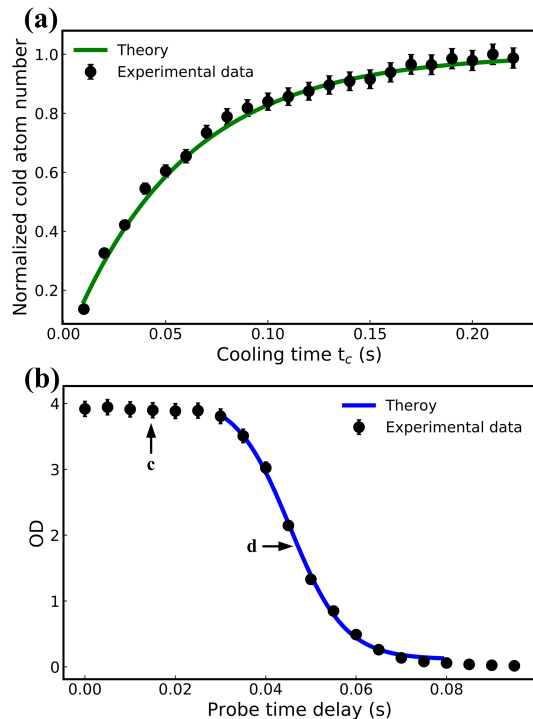 (a)
Theory
Experimental data
Normalized cold atom number
1.0
0.8
0.6
0.4
0.2
0.00 0.05 0.10 0.15 0.20
Cooling time t_c (s)
(b)
Theroy
Experimental data
OD
4
3
2
1
0
c
d
0.00 0.02 0.04 0.06 0.08
Probe time delay (s)